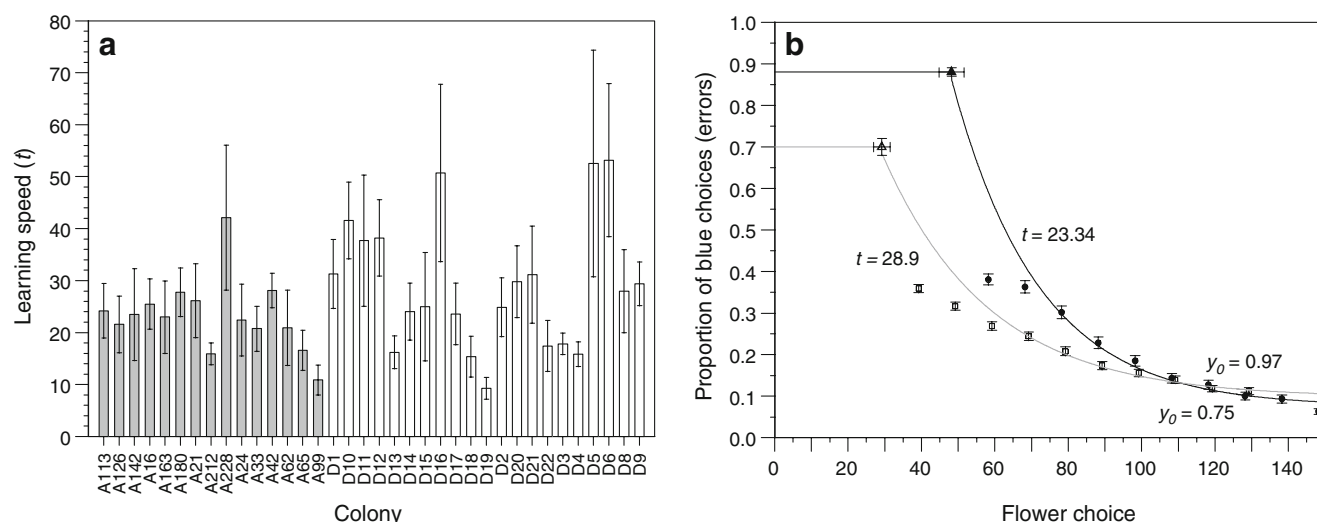 a
Learning speed (t)
80
70
60
50
40
30
20
10
0
A113
A126
A142
A16
A163
A180
A21
A212
A228
A24
A33
A42
A62
A65
A99
D1
D10
D11
D12
D13
D14
D15
D16
D17
D18
D19
D2
D20
D21
D22
D3
D4
D5
D6
D8
D9
Colony
b
Proportion of blue choices (errors)
1.0
0.9
0.8
0.7
0.6
0.5
0.4
0.3
0.2
0.1
0.0
t = 23.34
t = 28.9
y0 = 0.97
y0 = 0.75
0 20 40 60 80 100 120 140
Flower choice